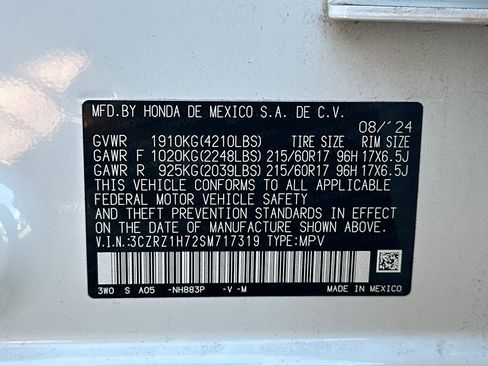 MFD.BY HONDA DE MEXICO S.A. DE C.V.
08/´24
GVWR 1910KG(4210LBS) TIRE SIZE RIM SIZE
GAWR F 1020KG(2248LBS) 215/60R17 96H 17X6.5J
GAWR R 925KG(2039LBS) 215/60R17 96H 17X6.5J
THIS VEHICLE CONFORMS TO ALL APPLICABLE
FEDERAL MOTOR VEHICLE SAFETY
AND THEFT PREVENTION STANDARDS IN EFFECT
ON THE DATE OF MANUFACTURE SHOWN ABOVE.
V.I.N.:3CZRZ1H72SM717319 TYPE:MPV
3W0 S A05 -NH883P -V -M MADE IN MEXICO